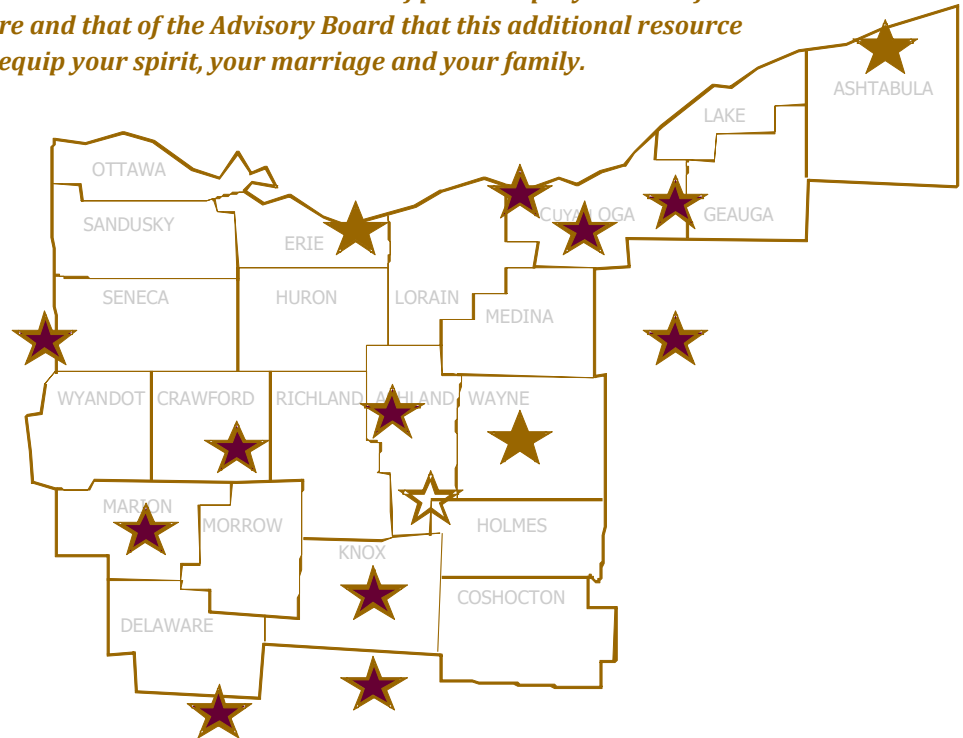 re and that of the Advisory Board that this additional resource
equip your spirit, your marriage and your family.
ASHTABULA
LAKE
OTTAWA
GEAUGA
SANDUSKY
ERIE
SENECA
HURON
LORAIN
MEDINA
WYANDOT
CRAWFORD
RICHLAND
WAYNE
MARION
MORROW
HOLMES
KNOX
COSHOCTON
DELAWARE